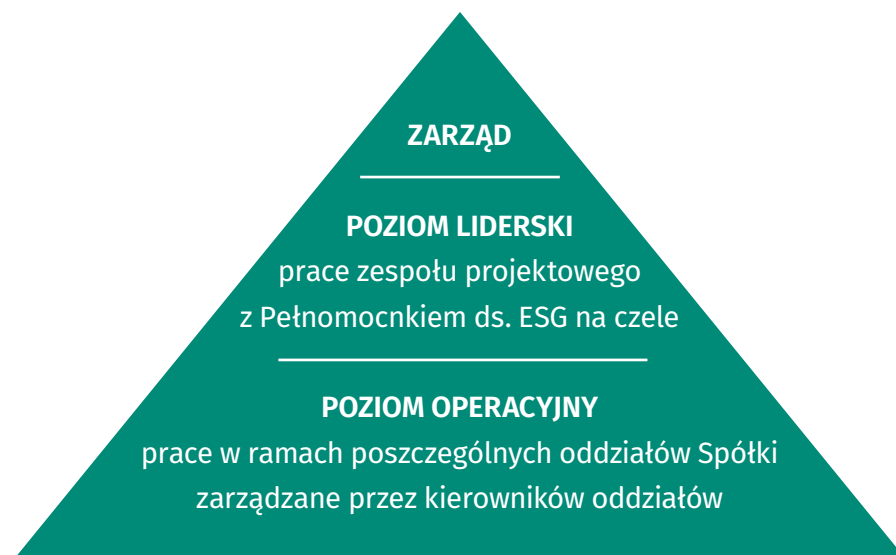 ZARZĄD
POZIOM LIDERSKI
prace zespołu projektowego
z Pełnomocnkiem ds. ESG na czele
POZIOM OPERACYJNY
prace w ramach poszczególnych oddziałów Spółki
zarządzane przez kierowników oddziałów